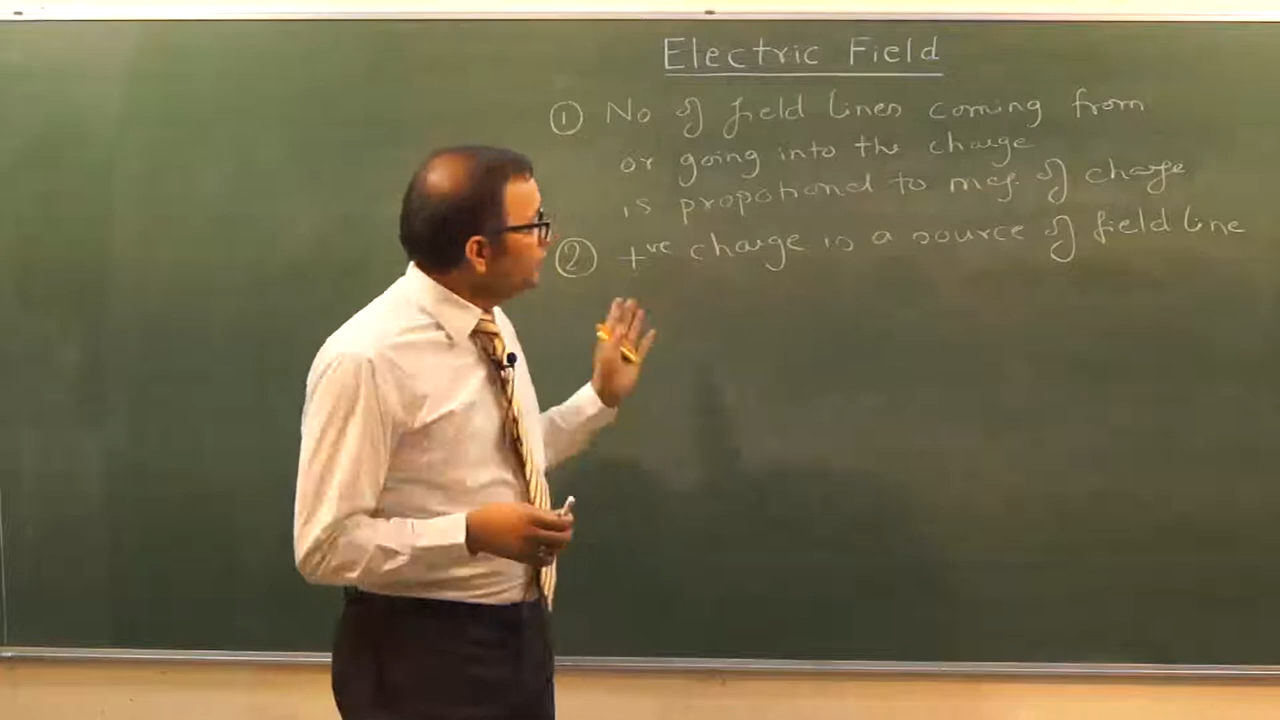 Electric Field
① No of field lines coming from
or going into the charge
is propotional to mag. of charge
② +ve charge is a source of field line